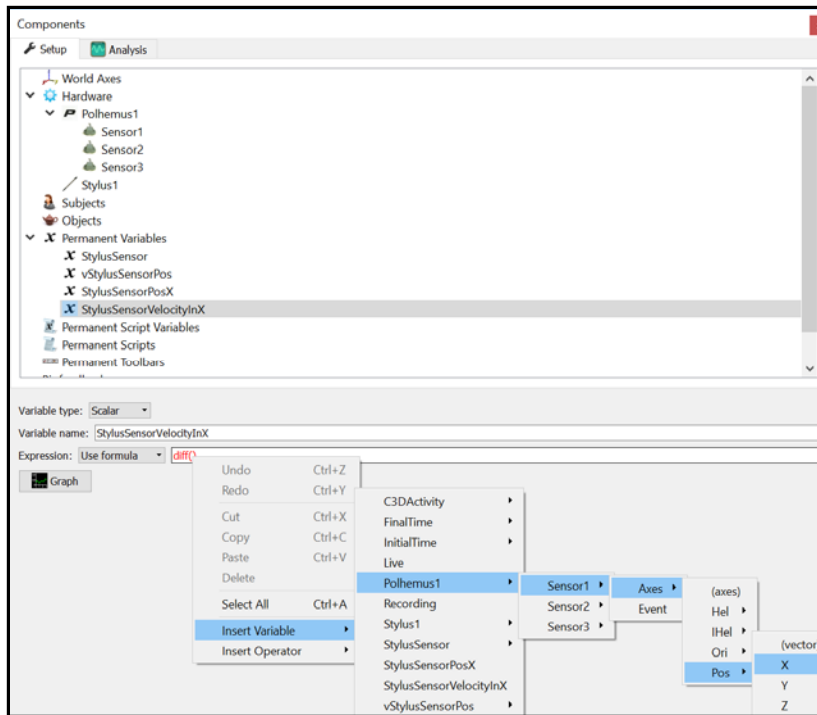 Components
Setup
Analysis
World Axes
Hardware
Polhemus1
Sensor1
Sensor2
Sensor3
Stylus1
Subjects
Objects
Permanent Variables
StylusSensor
vStylusSensorPos
StylusSensorPosX
StylusSensorVelocityInX
Permanent Script Variables
Permanent Scripts
Permanent Toolbars
Variable type: Scalar
Variable name: StylusSensorVelocityInX
Expression: Use formula diff()
Graph
Undo Ctrl+Z
Redo Ctrl+Y
Cut Ctrl+X
Copy Ctrl+C
Paste Ctrl+V
Delete
Select All Ctrl+A
Insert Variable
Insert Operator
C3DActivity
FinalTime
InitialTime
Live
Polhemus1
Recording
Stylus1
StylusSensor
StylusSensorPosX
StylusSensorVelocityInX
vStylusSensorPos
Sensor1
Sensor2
Sensor3
Axes
Event
(axes)
Hel
IHel
Ori
Pos
(vector
X
Y
Z